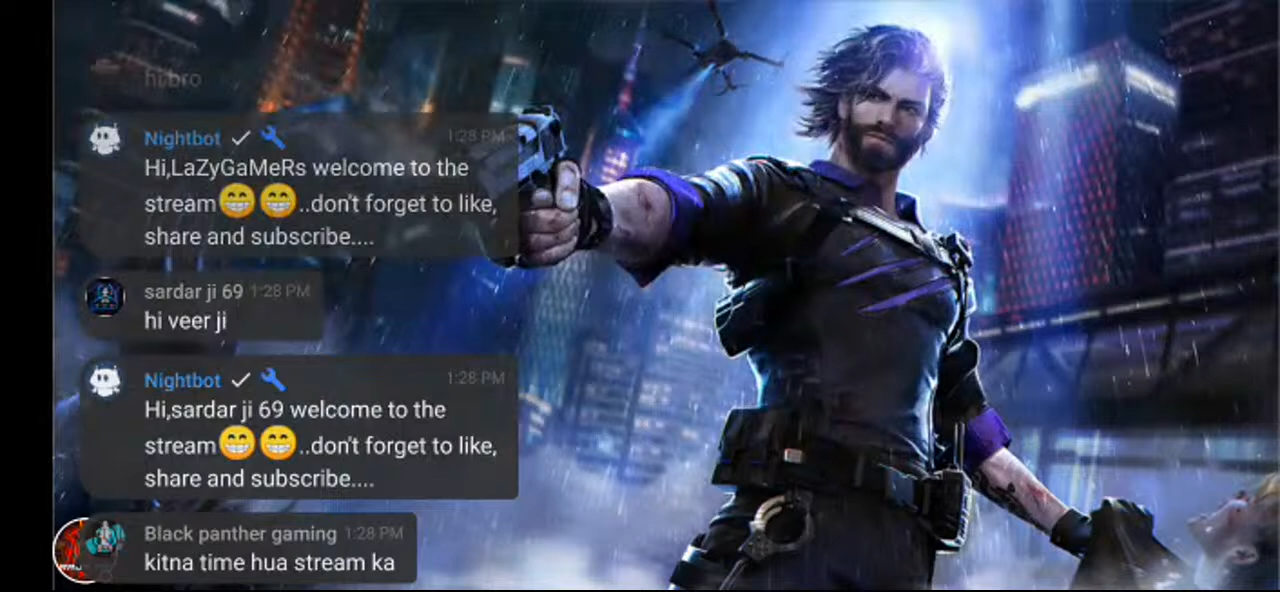 hi bro
Nightbot 1:28 PM
Hi,LaZyGaMeRs welcome to the
stream😁😁..don't forget to like,
share and subscribe....
sardar ji 69 1:28 PM
hi veer ji
Nightbot 1:28 PM
Hi,sardar ji 69 welcome to the
stream😁😁..don't forget to like,
share and subscribe....
Black panther gaming 1:28 PM
kitna time hua stream ka